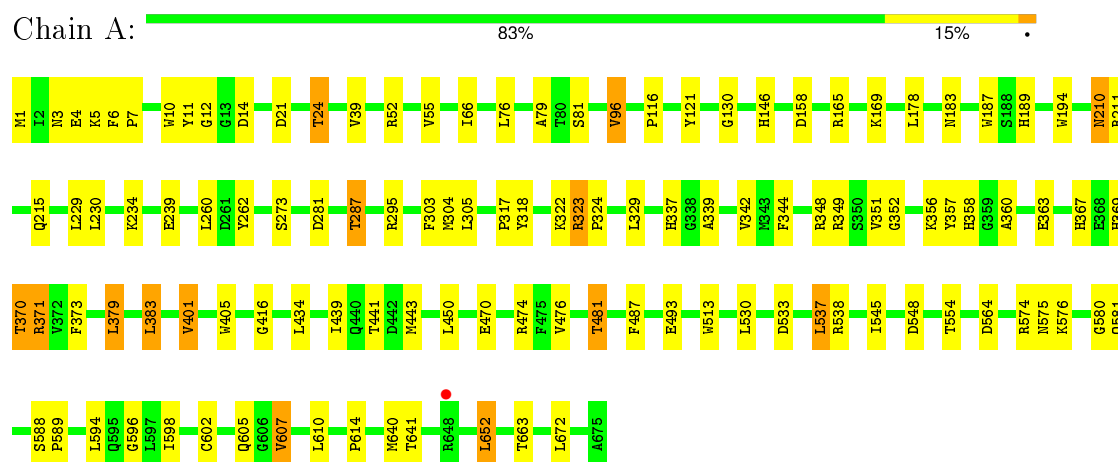 Chain A:
83% 15% •
M1 I2 N3 E4 K5 F6 P7 W10 Y11 G12 G13 D14 D21 T24 V39 R52 V55 I66 L76 A79 T80 S81 V96 P116 Y121 G130 H146 D158 R165 K169 L178 N183 W187 S188 H189 W194 N210 R211
Q215 L229 L230 K234 E239 L260 D261 Y262 S273 D281 T287 R295 F303 M304 L305 P317 Y318 K322 R323 P324 L329 H337 G338 A339 V342 M343 F344 R348 R349 S350 V351 G352 K356 Y357 H358 G359 A360 E363 H367 E368 H369
T370 R371 V372 F373 L379 L383 V401 W405 G416 L434 I439 Q440 T441 D442 M443 L450 E470 R474 F475 V476 T481 F487 E493 W513 L530 D533 L537 R538 I545 D548 T554 D564 R574 N575 K576 G580
S588 P589 L594 Q595 G596 L597 I598 C602 Q605 G606 V607 L610 P614 M640 T641 R648 L652 T663 L672 A675